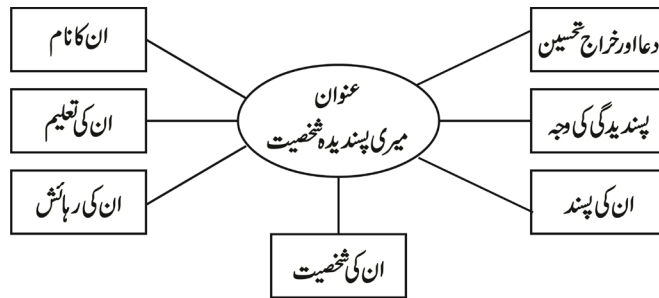 دعا اور خراج تحسین
ان کا نام
عنوان
میری پسندیدہ شخصیت
پسندیدگی کی وجہ
ان کی تعلیم
ان کی پسند
ان کی رہائش
ان کی شخصیت